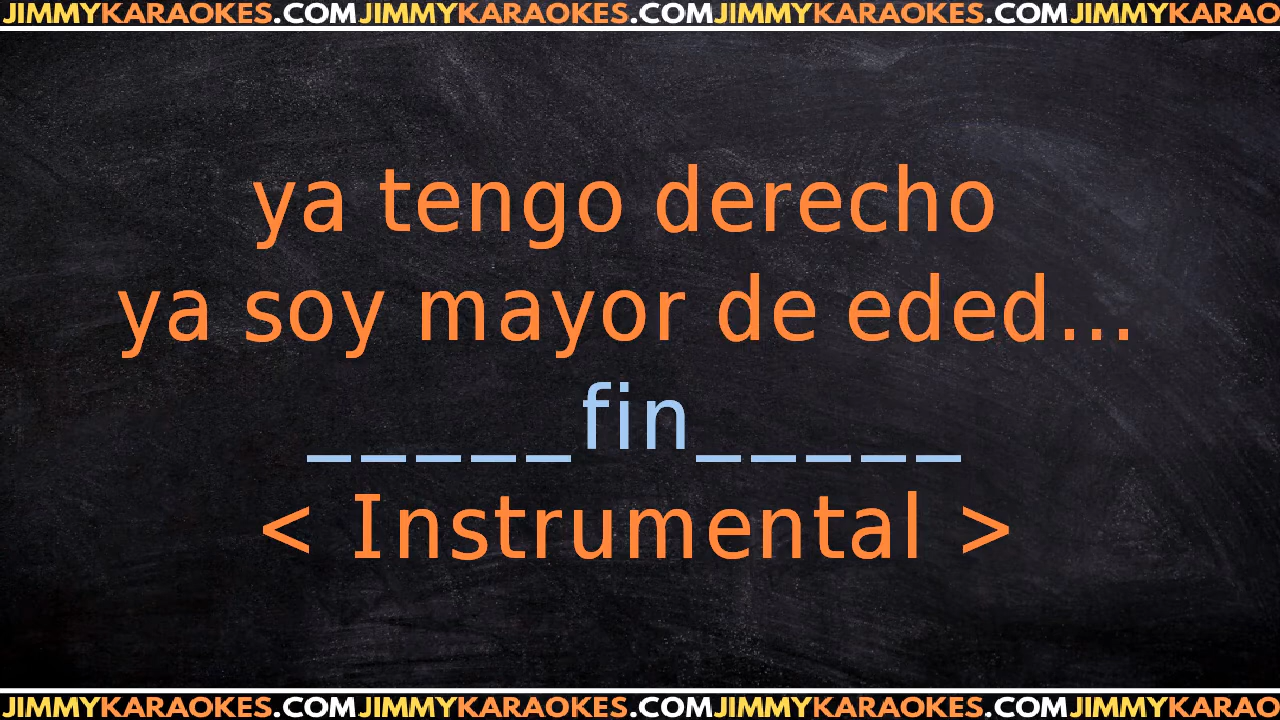 JIMMYKARAOKES.COMJIMMYKARAOKES.COMJIMMYKARAOKES.COMJIMMYKARAO
ya tengo derecho
ya soy mayor de eded...
_____fin_____
< Instrumental >
JIMMYKARAOKES.COMJIMMYKARAOKES.COMJIMMYKARAOKES.COMJIMMYKARAO